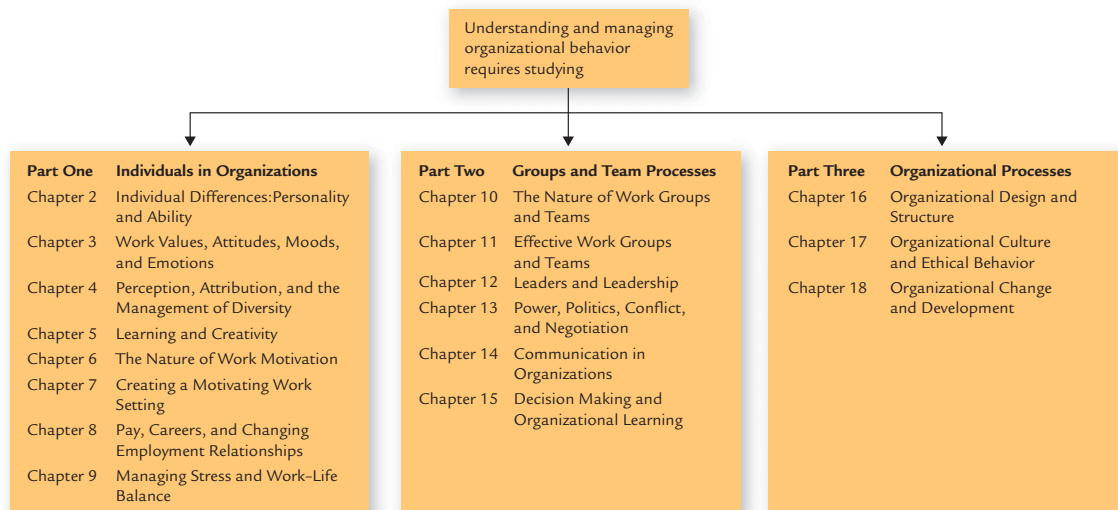 Understanding and managing
organizational behavior
requires studying
Part One Individuals in Organizations
Chapter 2 Individual Differences:Personality
and Ability
Chapter 3 Work Values, Attitudes, Moods,
and Emotions
Chapter 4 Perception, Attribution, and the
Management of Diversity
Chapter 5 Learning and Creativity
Chapter 6 The Nature of Work Motivation
Chapter 7 Creating a Motivating Work
Setting
Chapter 8 Pay, Careers, and Changing
Employment Relationships
Chapter 9 Managing Stress and Work–Life
Balance
Part Two Groups and Team Processes
Chapter 10 The Nature of Work Groups
and Teams
Chapter 11 Effective Work Groups
and Teams
Chapter 12 Leaders and Leadership
Chapter 13 Power, Politics, Conflict,
and Negotiation
Chapter 14 Communication in
Organizations
Chapter 15 Decision Making and
Organizational Learning
Part Three Organizational Processes
Chapter 16 Organizational Design and
Structure
Chapter 17 Organizational Culture
and Ethical Behavior
Chapter 18 Organizational Change
and Development